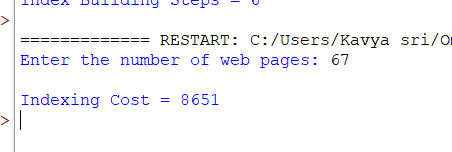 Index Building Steps = 6
>
============= RESTART: C:/Users/Kavya sri/
Enter the number of web pages: 67
Indexing Cost = 8651
>